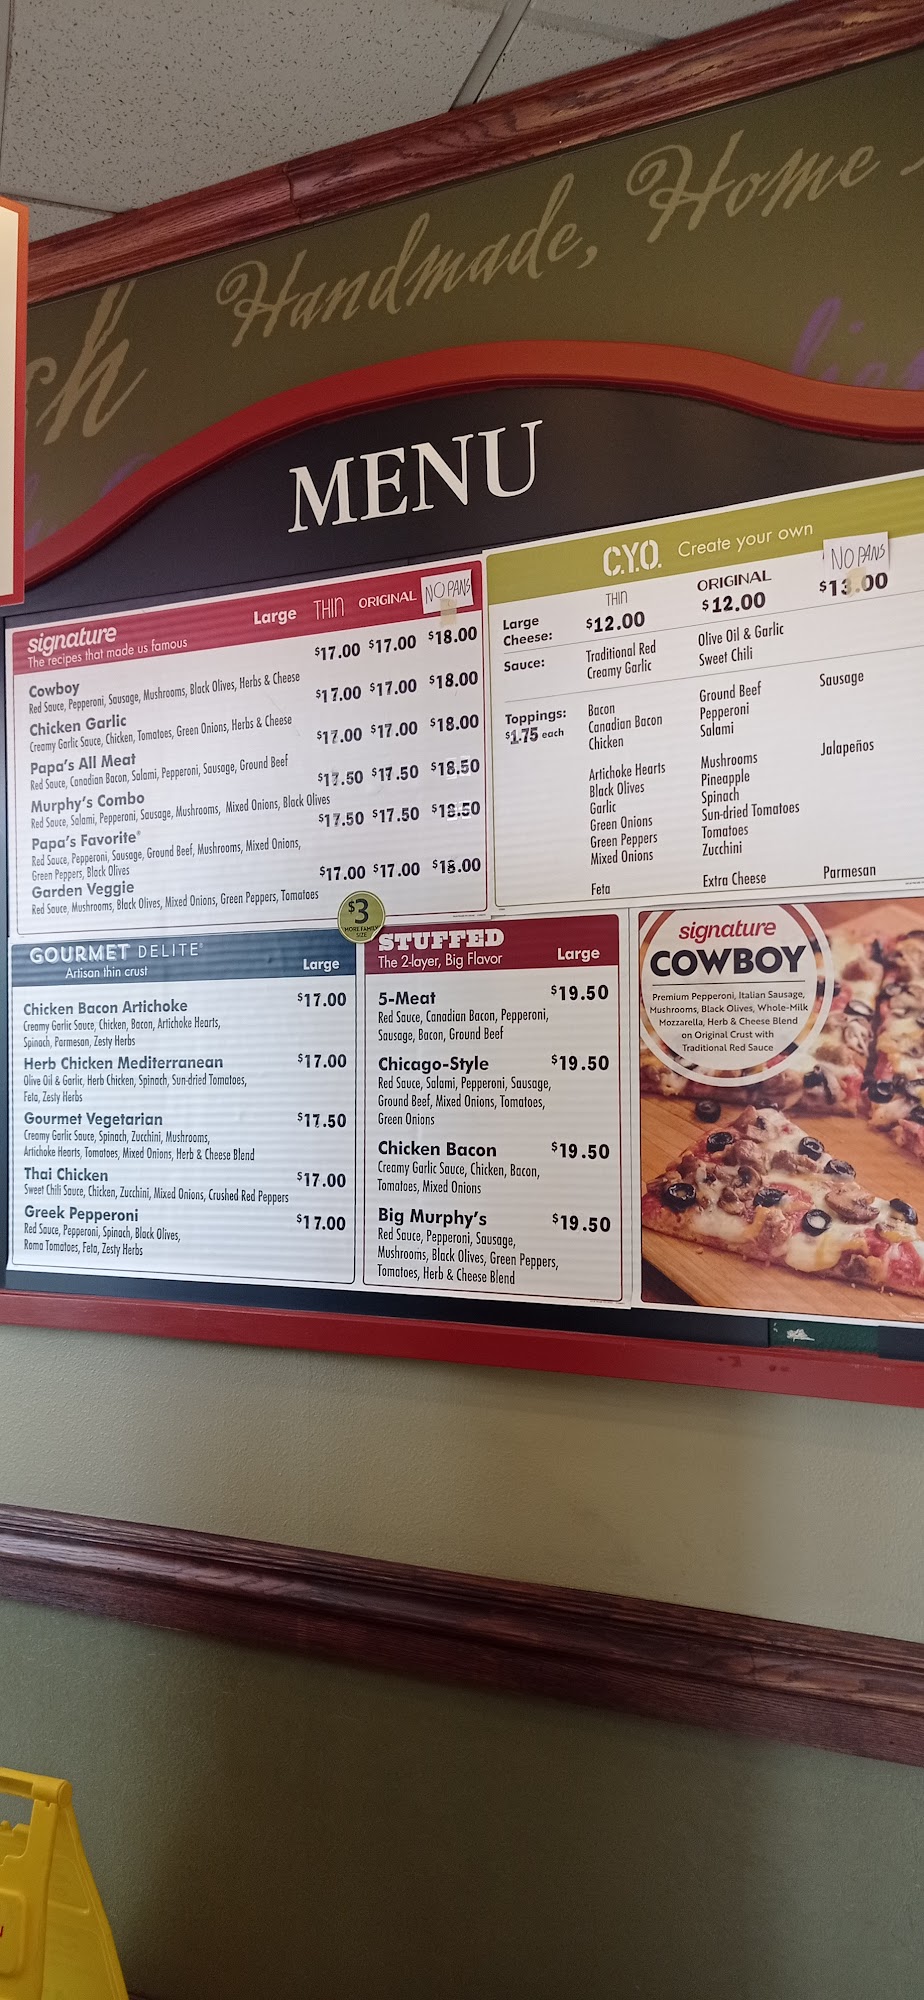 Handmade, Home
MENU
signature
The recipes that made us famous
Large THIN ORIGINAL NO PANS
Cowboy $17.00 $17.00 $18.00
Red Sauce, Pepperoni, Sausage, Mushrooms, Black Olives, Herbs & Cheese
Chicken Garlic $17.00 $17.00 $18.00
Creamy Garlic Sauce, Chicken, Tomatoes, Green Onions, Herbs & Cheese
Papa's All Meat $17.00 $17.00 $18.00
Red Sauce, Canadian Bacon, Salami, Pepperoni, Sausage, Ground Beef
Murphy's Combo $17.50 $17.50 $18.50
Red Sauce, Salami, Pepperoni, Sausage, Mushrooms, Mixed Onions, Black Olives
Papa's Favorite® $17.50 $17.50 $18.50
Red Sauce, Pepperoni, Sausage, Ground Beef, Mushrooms, Mixed Onions,
Green Peppers, Black Olives
Garden Veggie $17.00 $17.00 $18.00
Red Sauce, Mushrooms, Black Olives, Mixed Onions, Green Peppers, Tomatoes
$3
MORE FAMILY
SIZE
C.Y.O. Create your own
THIN ORIGINAL NO PANS
Large
Cheese: $12.00 $12.00 $13.00
Sauce: Traditional Red Olive Oil & Garlic
Creamy Garlic Sweet Chili
Toppings: Bacon Ground Beef Sausage
$1.75 each Canadian Bacon Pepperoni
Chicken Salami
Artichoke Hearts Mushrooms Jalapeños
Black Olives Pineapple
Garlic Spinach
Green Onions Sun-dried Tomatoes
Green Peppers Tomatoes
Mixed Onions Zucchini
Feta Extra Cheese Parmesan
GOURMET DELITE®
Artisan thin crust
Large
Chicken Bacon Artichoke $17.00
Creamy Garlic Sauce, Chicken, Bacon, Artichoke Hearts,
Spinach, Parmesan, Zesty Herbs
Herb Chicken Mediterranean $17.00
Olive Oil & Garlic, Herb Chicken, Spinach, Sun-dried Tomatoes,
Feta, Zesty Herbs
Gourmet Vegetarian $17.50
Creamy Garlic Sauce, Spinach, Zucchini, Mushrooms,
Artichoke Hearts, Tomatoes, Mixed Onions, Herb & Cheese Blend
Thai Chicken $17.00
Sweet Chili Sauce, Chicken, Zucchini, Mixed Onions, Crushed Red Peppers
Greek Pepperoni $17.00
Red Sauce, Pepperoni, Spinach, Black Olives,
Roma Tomatoes, Feta, Zesty Herbs
STUFFED
The 2-layer, Big Flavor Large
5-Meat $19.50
Red Sauce, Canadian Bacon, Pepperoni,
Sausage, Bacon, Ground Beef
Chicago-Style $19.50
Red Sauce, Salami, Pepperoni, Sausage,
Ground Beef, Mixed Onions, Tomatoes,
Green Onions
Chicken Bacon $19.50
Creamy Garlic Sauce, Chicken, Bacon,
Tomatoes, Mixed Onions
Big Murphy's $19.50
Red Sauce, Pepperoni, Sausage,
Mushrooms, Black Olives, Green Peppers,
Tomatoes, Herb & Cheese Blend
signature
COWBOY
Premium Pepperoni, Italian Sausage,
Mushrooms, Black Olives, Whole-Milk
Mozzarella, Herb & Cheese Blend
on Original Crust with
Traditional Red Sauce